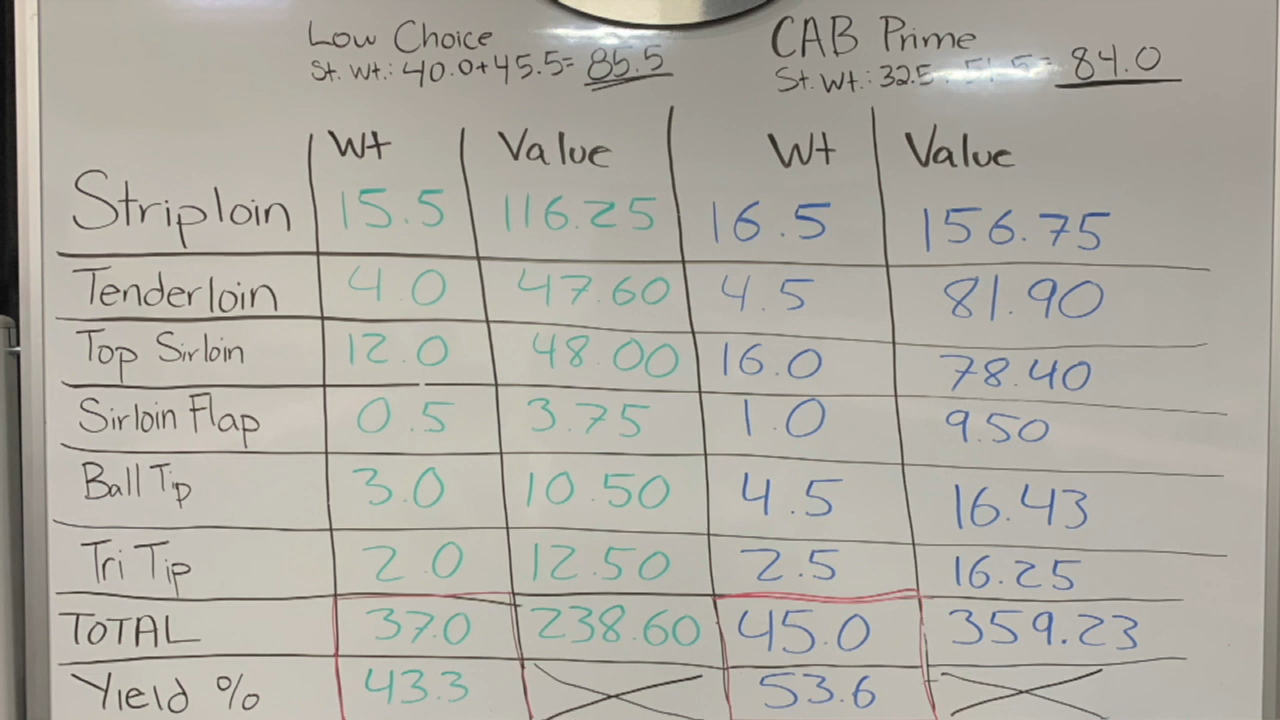 Low Choice
St. Wt.: 40.0+45.5= 85.5
CAB Prime
St. Wt.: 32.5 51.5= 84.0
Wt Value Wt Value
Striploin 15.5 116.25 16.5 156.75
Tenderloin 4.0 47.60 4.5 81.90
Top Sirloin 12.0 48.00 16.0 78.40
Sirloin Flap 0.5 3.75 1.0 9.50
Ball Tip 3.0 10.50 4.5 16.43
Tri Tip 2.0 12.50 2.5 16.25
TOTAL 37.0 238.60 45.0 359.23
Yield % 43.3 53.6